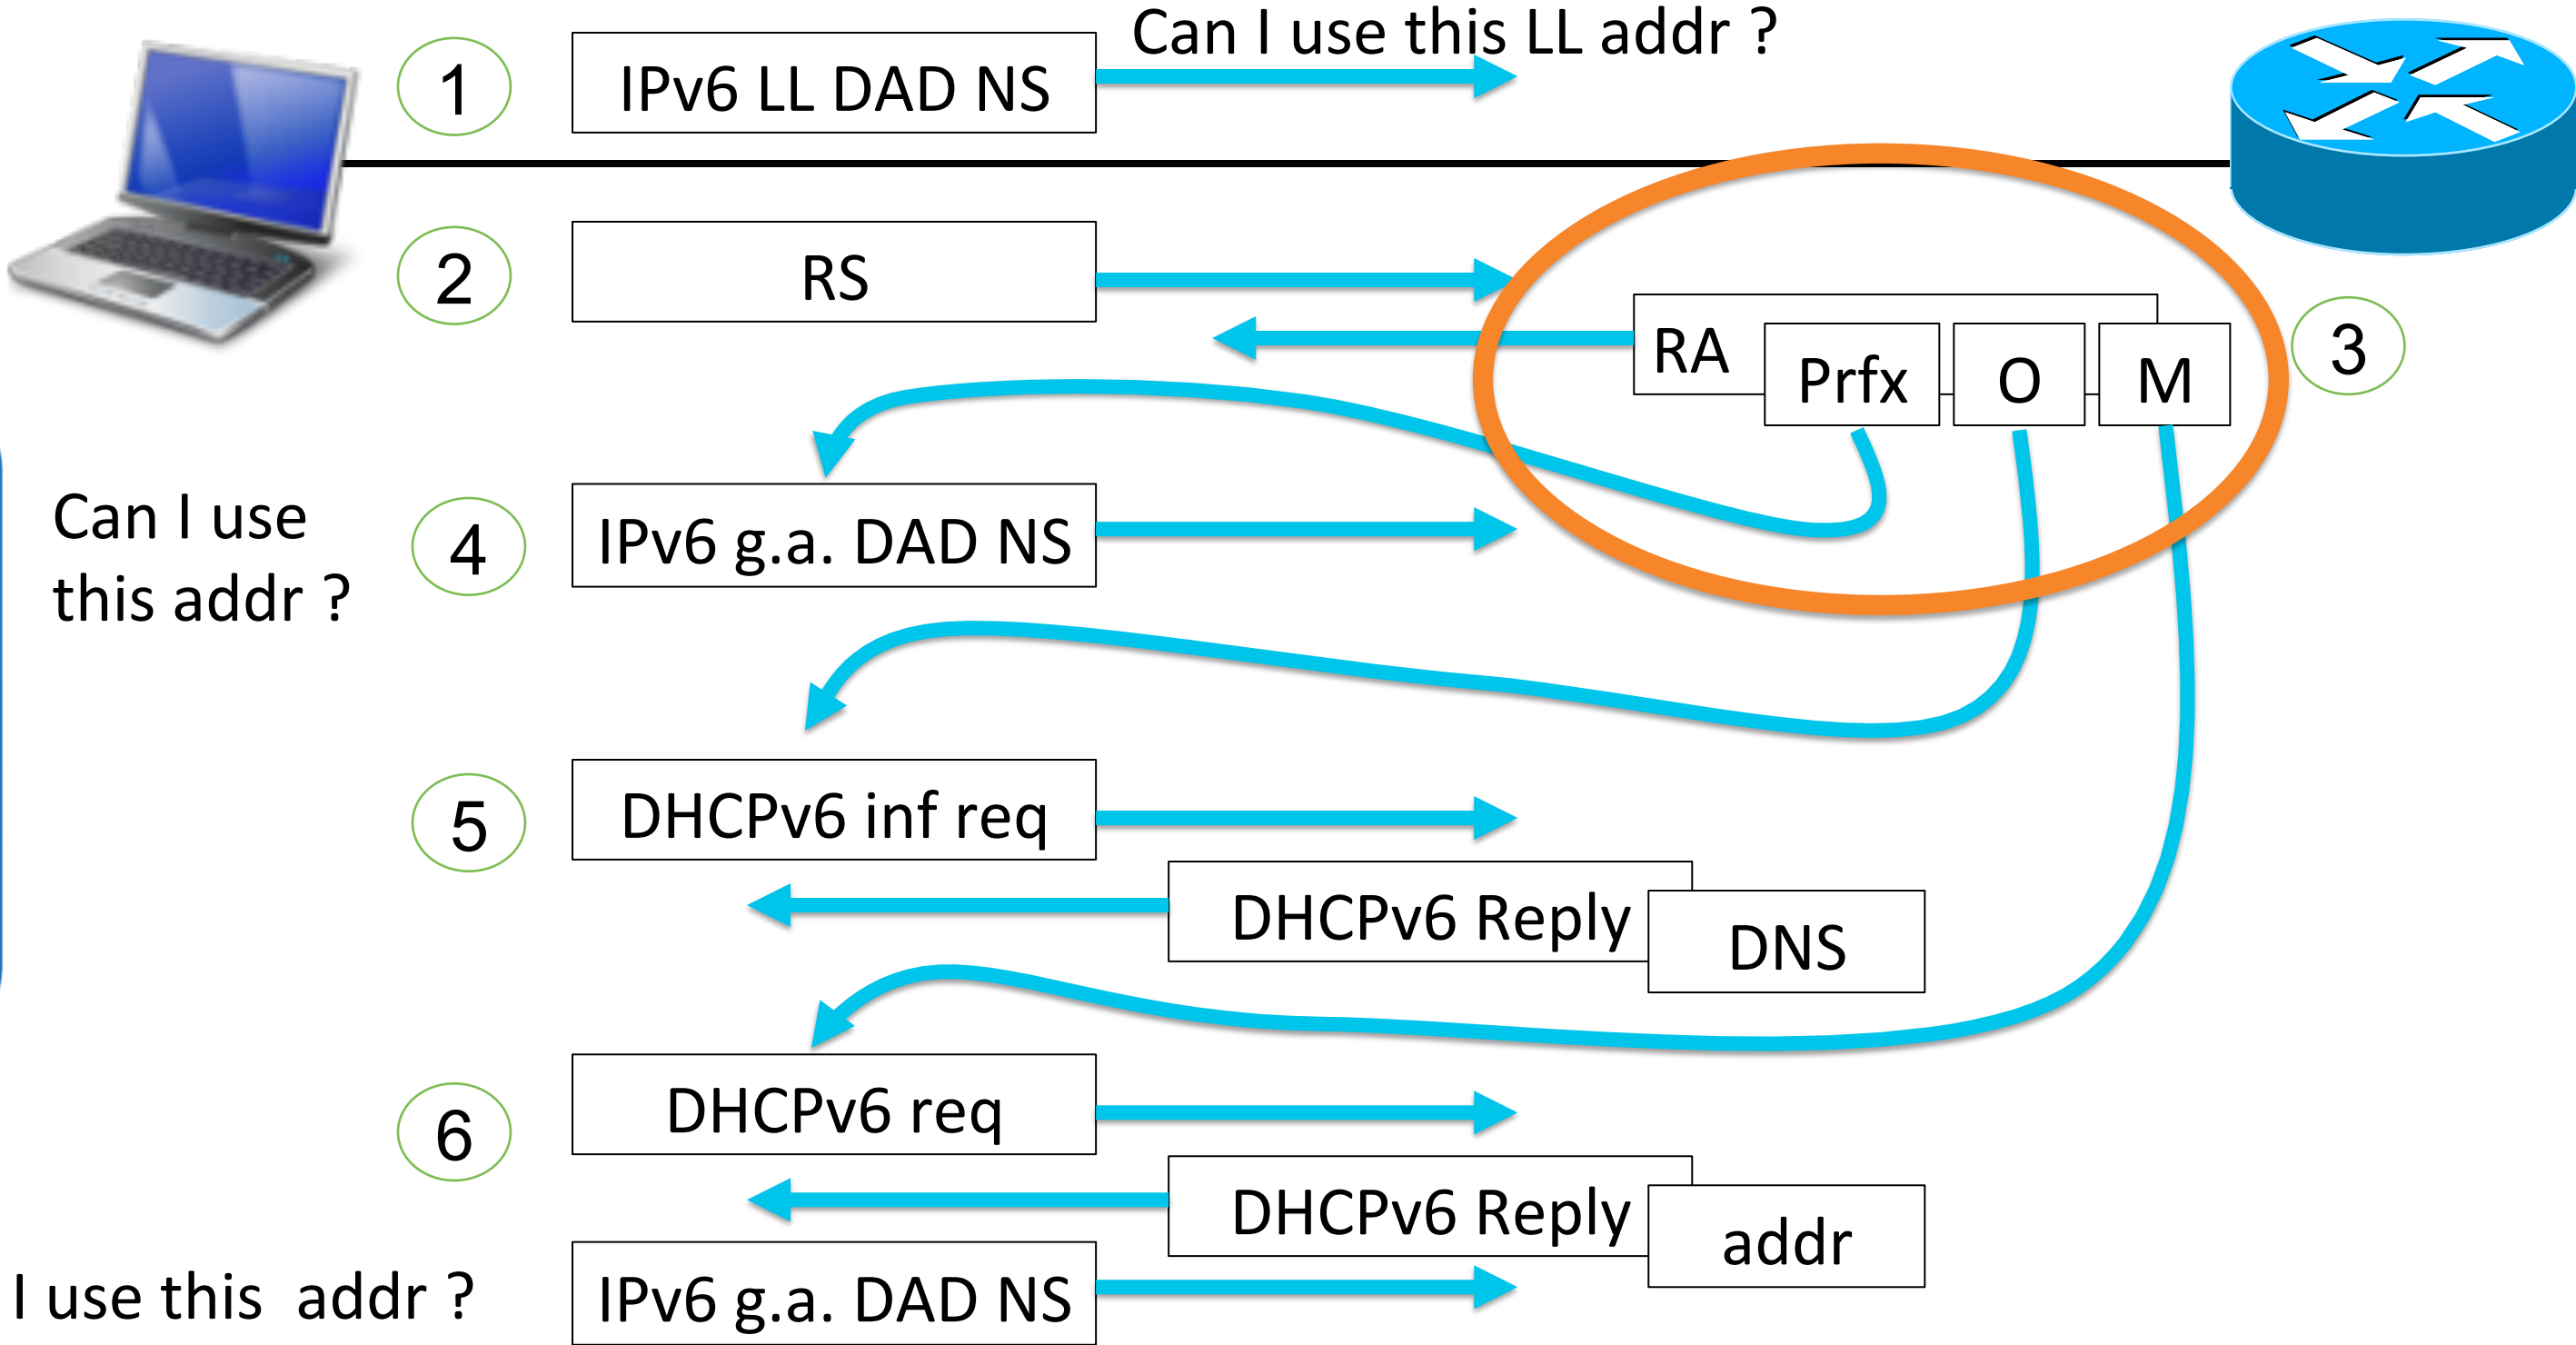 Can I use this LL addr ?
1
IPv6 LL DAD NS
2
RS
RA
Prfx
O
M
3
Can I use
this addr ?
4
IPv6 g.a. DAD NS
5
DHCPv6 inf req
DHCPv6 Reply
DNS
6
DHCPv6 req
DHCPv6 Reply
addr
I use this addr ?
IPv6 g.a. DAD NS